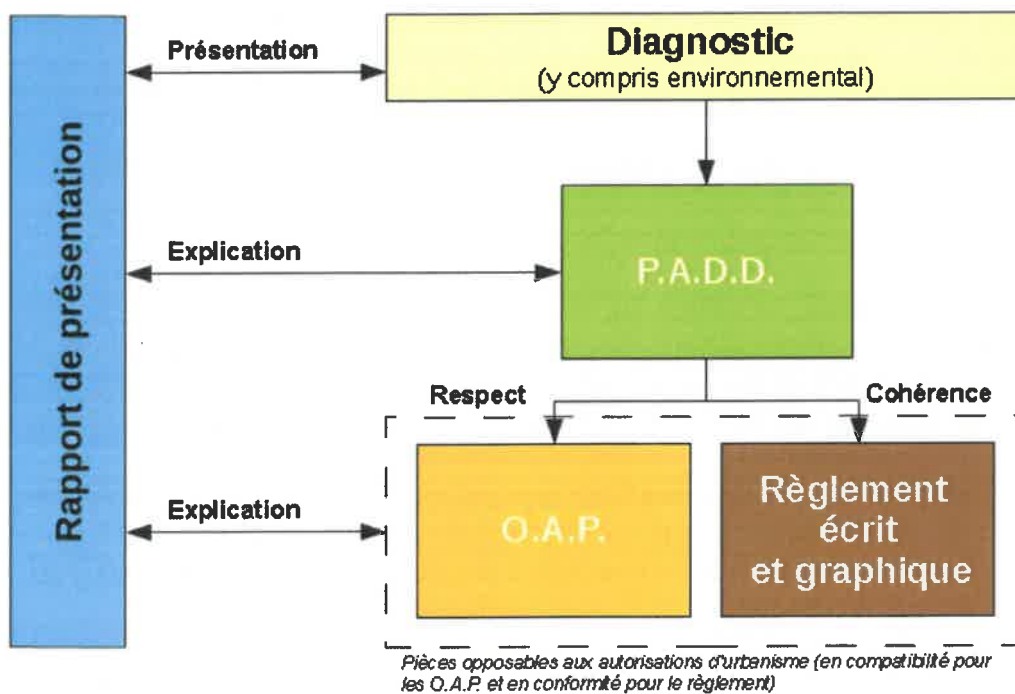 Rapport de présentation
Présentation
Diagnostic
(y compris environnemental)
Explication
P.A.D.D.
Respect
Cohérence
Explication
O.A.P.
Règlement
écrit
et graphique
Pièces opposables aux autorisations d'urbanisme (en compatibilité pour
les O.A.P. et en conformité pour le règlement)